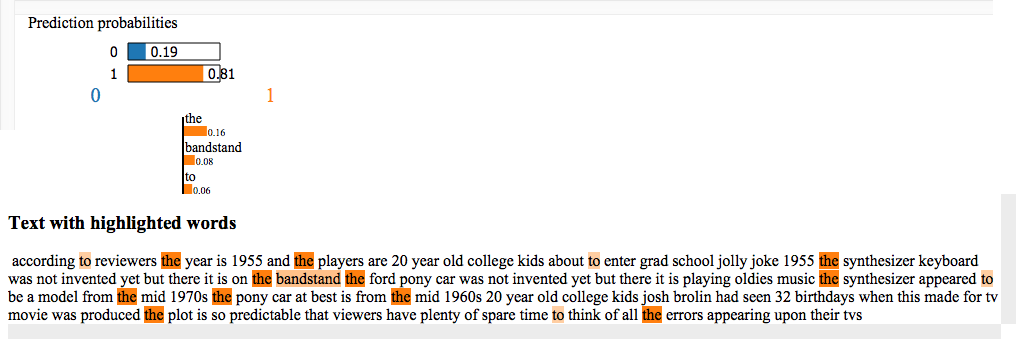 Prediction probabilities
0 0.19
1 0.81
0 1
the
0.16
bandstand
0.08
to
0.06
Text with highlighted words
according to reviewers the year is 1955 and the players are 20 year old college kids about to enter grad school jolly joke 1955 the synthesizer keyboard
was not invented yet but there it is on the bandstand the ford pony car was not invented yet but there it is playing oldies music the synthesizer appeared to
be a model from the mid 1970s the pony car at best is from the mid 1960s 20 year old college kids josh brolin had seen 32 birthdays when this made for tv
movie was produced the plot is so predictable that viewers have plenty of spare time to think of all the errors appearing upon their tvs